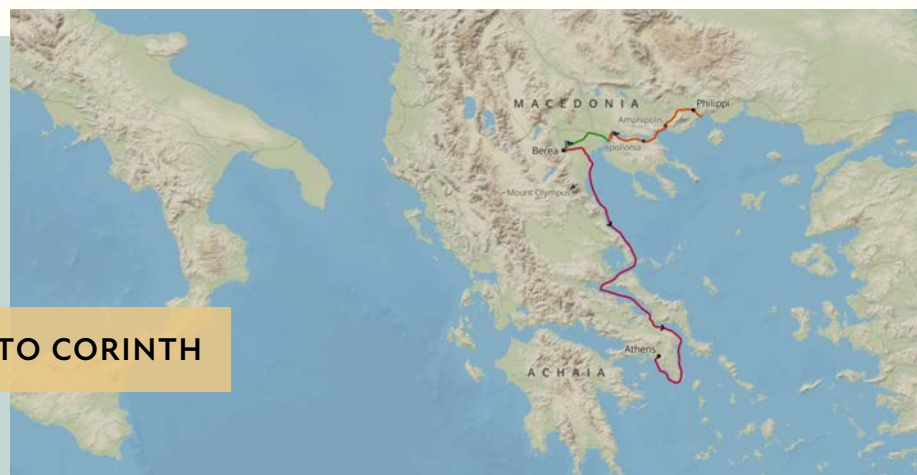 MACEDONIA
Philippi
Amphipolis
Apollonia
Berea
Mount Olympus
TO CORINTH
Athens
ACHAIA